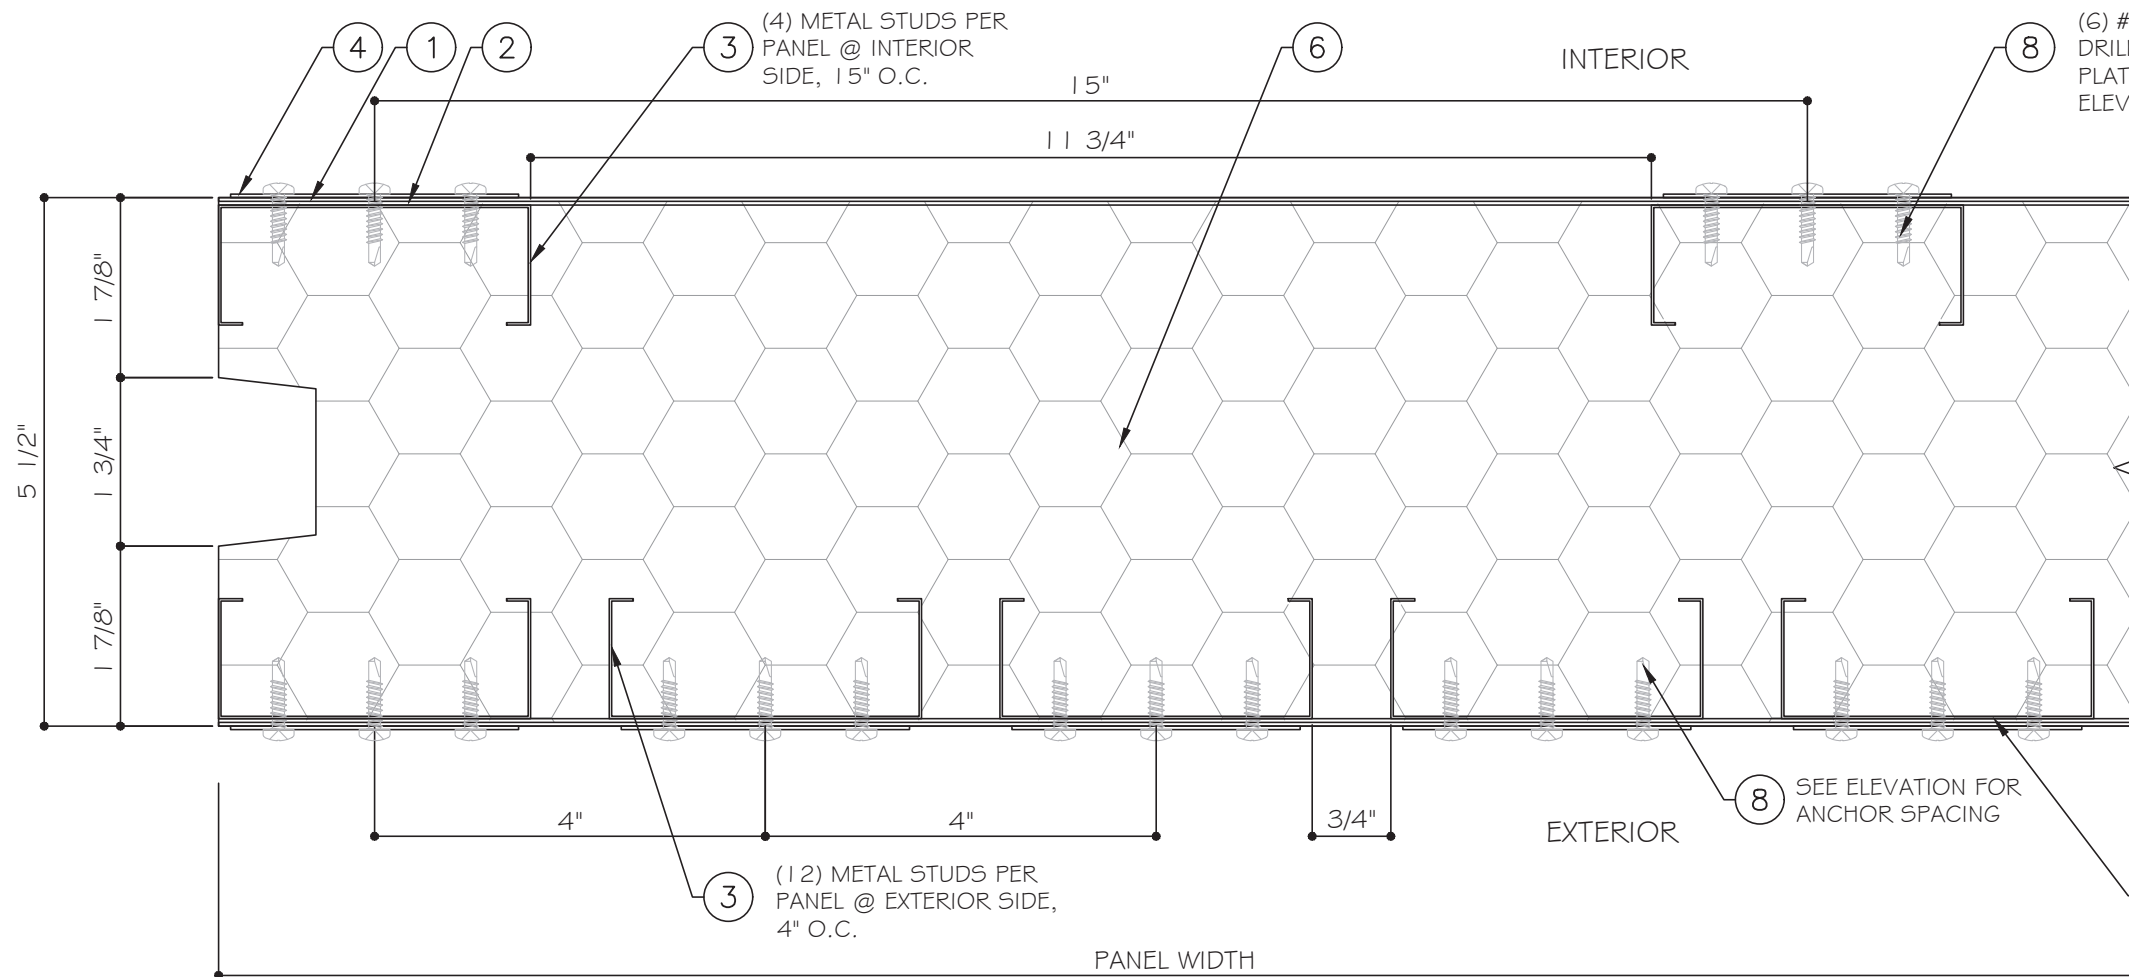 4
1
2
3
(4) METAL STUDS PER
PANEL @ INTERIOR
SIDE, 15" O.C.
6
INTERIOR
8
(6) #
DRILL
PLAT
ELEV
15"
11 3/4"
5 1/2"
1 7/8"
1 3/4"
1 7/8"
4"
4"
3/4"
8
SEE ELEVATION FOR
ANCHOR SPACING
EXTERIOR
3
(12) METAL STUDS PER
PANEL @ EXTERIOR SIDE,
4" O.C.
PANEL WIDTH